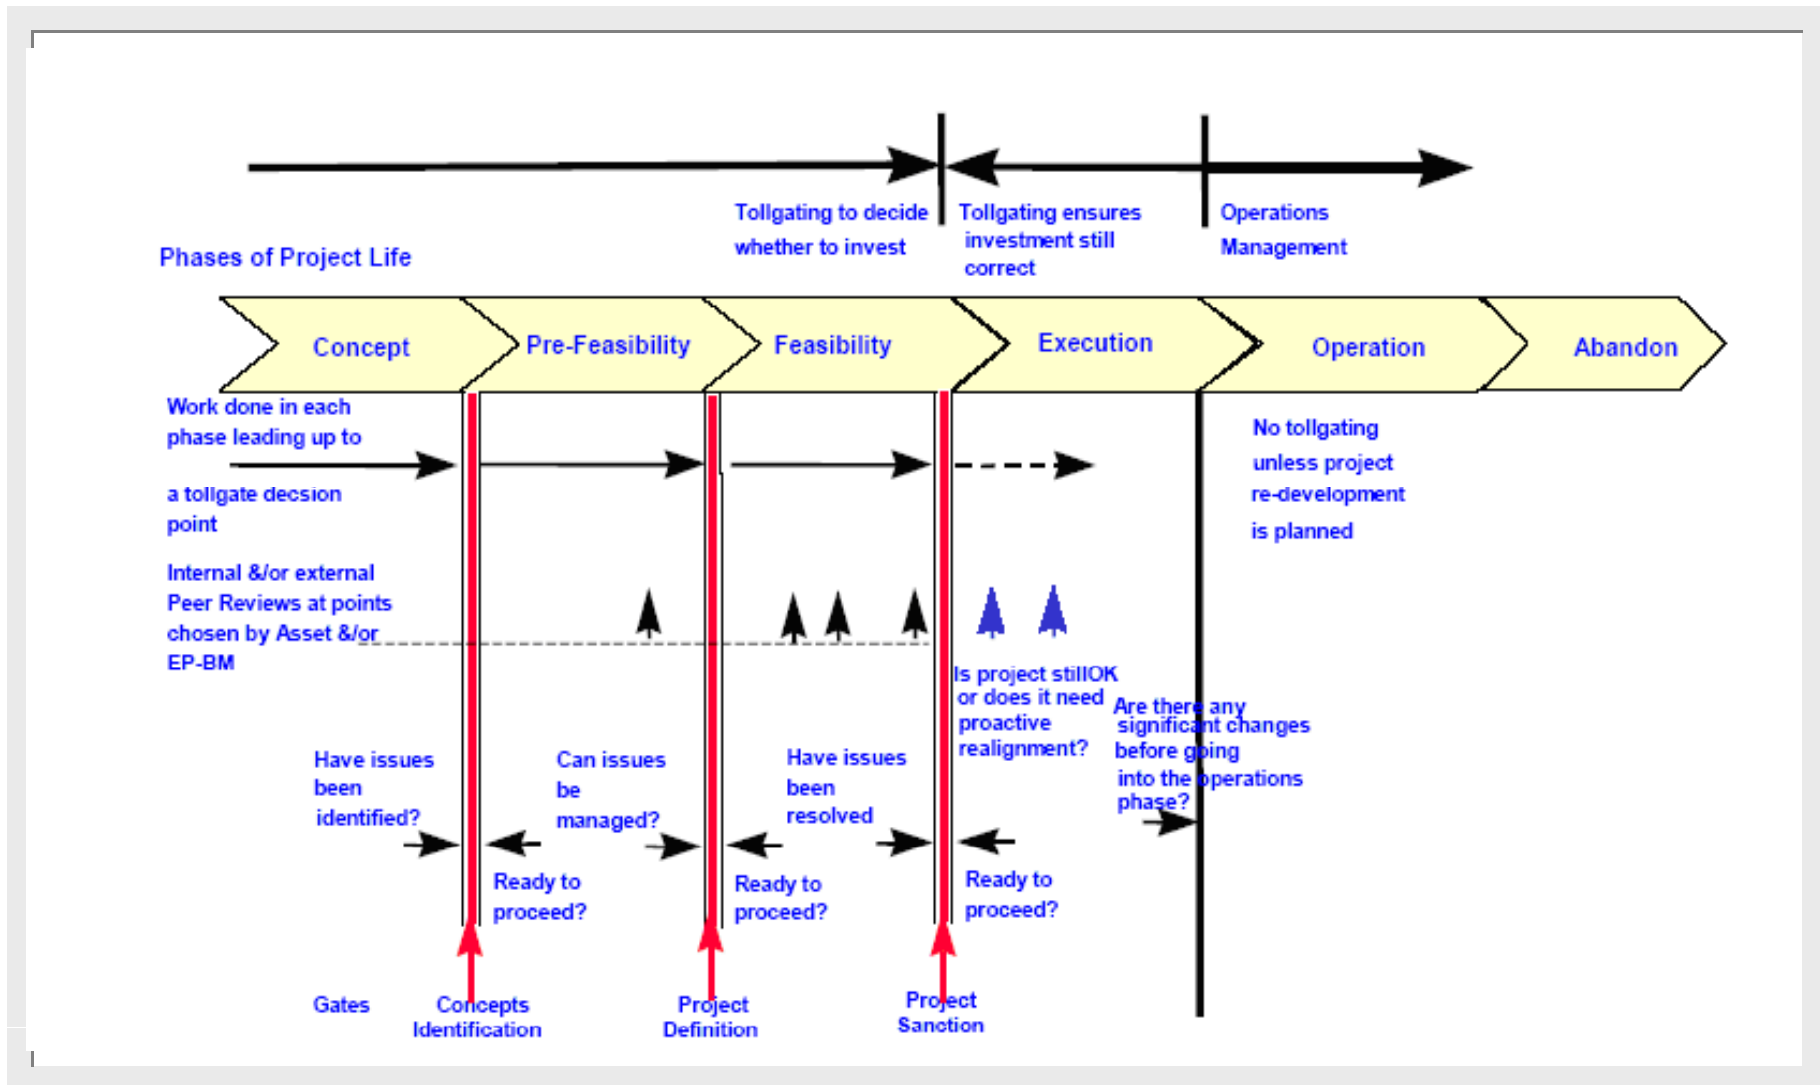 Tollgating to decide
whether to invest
Tollgating ensures
investment still
correct
Operations
Management
Phases of Project Life
Concept
Pre-Feasibility
Feasibility
Execution
Operation
Abandon
Work done in each
phase leading up to
a tollgate decsion
point
No tollgating
unless project
re-development
is planned
Internal &/or external
Peer Reviews at points
chosen by Asset &/or
EP-BM
Is project stillOK
or does it need
proactive
realignment?
Are there any
significant changes
before going
into the operations
phase?
Have issues
been
identified?
Can issues
be
managed?
Have issues
been
resolved
Ready to
proceed?
Ready to
proceed?
Ready to
proceed?
Gates
Concepts
Identification
Project
Definition
Project
Sanction